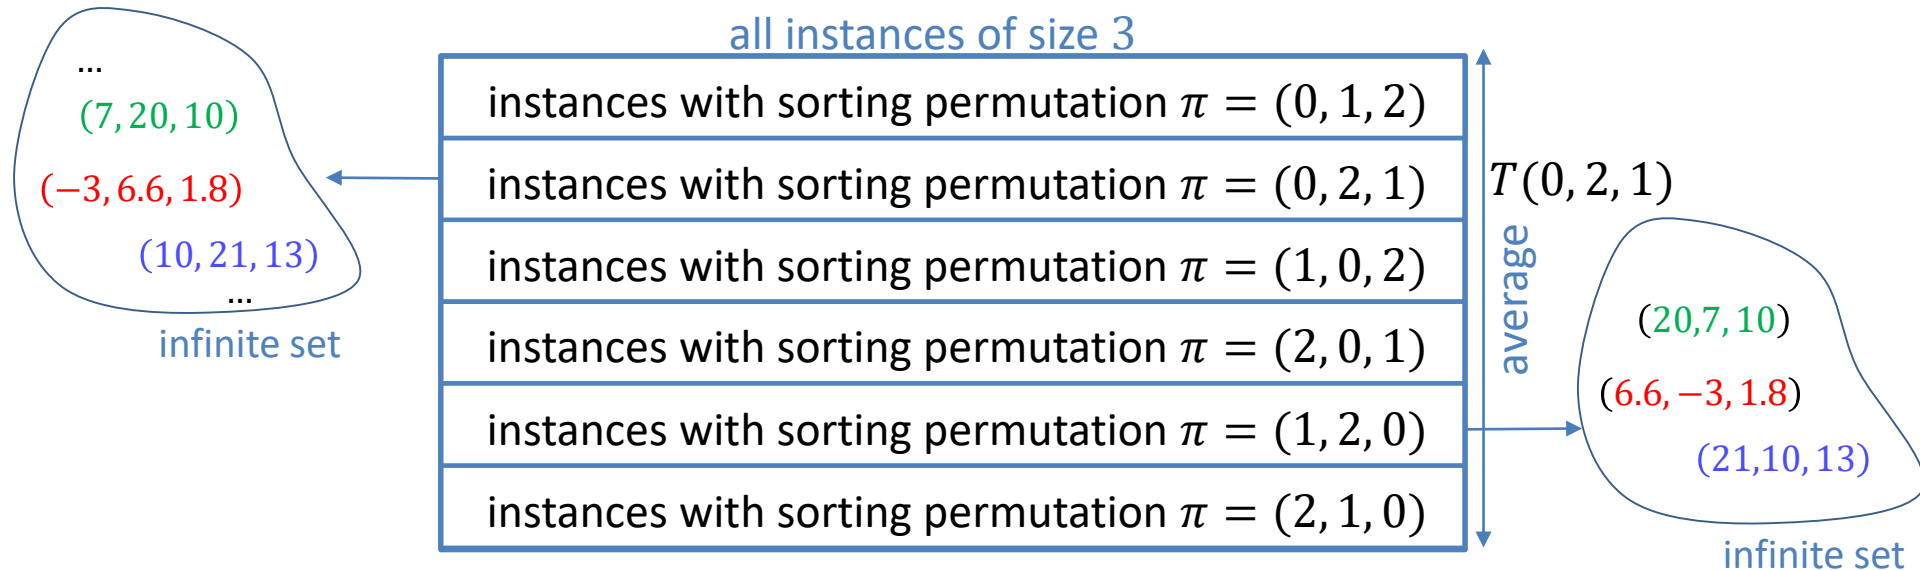 all instances of size 3
...
(7, 20, 10)
(−3, 6.6, 1.8)
(10, 21, 13)
...
infinite set
instances with sorting permutation π = (0, 1, 2)
instances with sorting permutation π = (0, 2, 1)
instances with sorting permutation π = (1, 0, 2)
instances with sorting permutation π = (2, 0, 1)
instances with sorting permutation π = (1, 2, 0)
instances with sorting permutation π = (2, 1, 0)
T(0, 2, 1)
average
(20,7, 10)
(6.6, −3, 1.8)
(21,10, 13)
infinite set